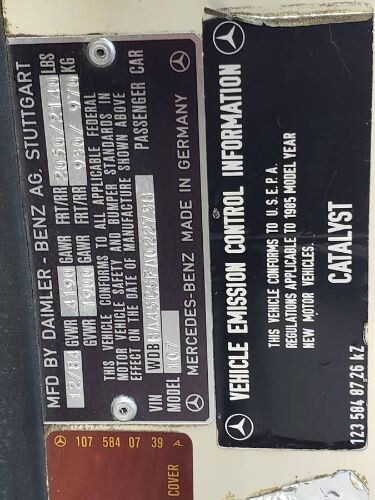 MFD BY DAIMLER - BENZ AG. STUTTGART
12/84 GVWR 4190 GAWR FRT/RR 2050/2140 LBS
GVWR 1900 GAWR FRT/RR 930/970 KG
THIS VEHICLE CONFORMS TO ALL APPLICABLE FEDERAL
MOTOR VEHICLE SAFETY AND BUMPER STANDARDS IN
EFFECT ON THE DATE OF MANUFACTURE SHOWN ABOVE
PASSENGER CAR
VIN
MODEL 107
MERCEDES-BENZ MADE IN GERMANY
VEHICLE EMISSION CONTROL INFORMATION
THIS VEHICLE CONFORMS TO U.S.E.P.A.
REGULATIONS APPLICABLE TO 1985 MODEL YEAR
NEW MOTOR VEHICLES.
CATALYST
123 584 87 26 kZ
107 584 07 39 A
COVER